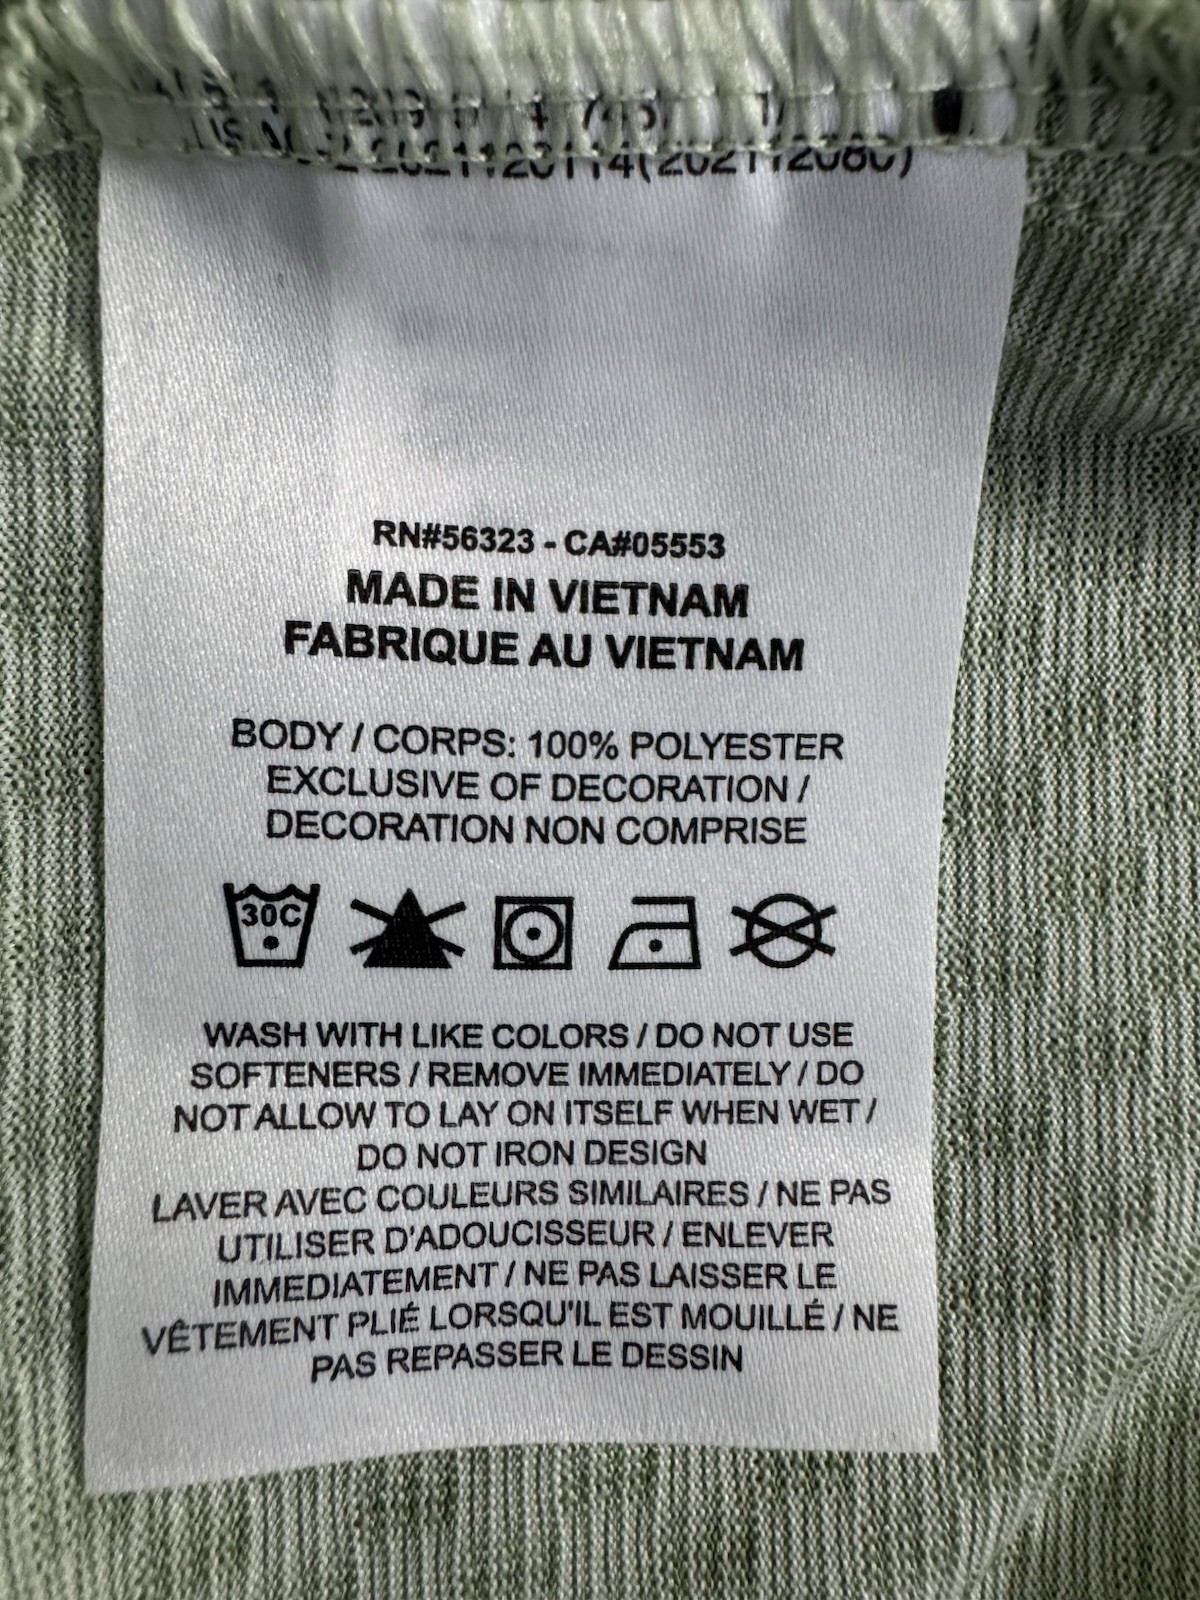 RN#56323 - CA#05553
MADE IN VIETNAM
FABRIQUE AU VIETNAM
BODY / CORPS: 100% POLYESTER
EXCLUSIVE OF DECORATION /
DECORATION NON COMPRISE
30C
WASH WITH LIKE COLORS / DO NOT USE
SOFTENERS / REMOVE IMMEDIATELY / DO
NOT ALLOW TO LAY ON ITSELF WHEN WET /
DO NOT IRON DESIGN
LAVER AVEC COULEURS SIMILAIRES / NE PAS
UTILISER D'ADOUCISSEUR / ENLEVER
IMMEDIATEMENT / NE PAS LAISSER LE
VÊTEMENT PLIÉ LORSQU'IL EST MOUILLÉ / NE
PAS REPASSER LE DESSIN